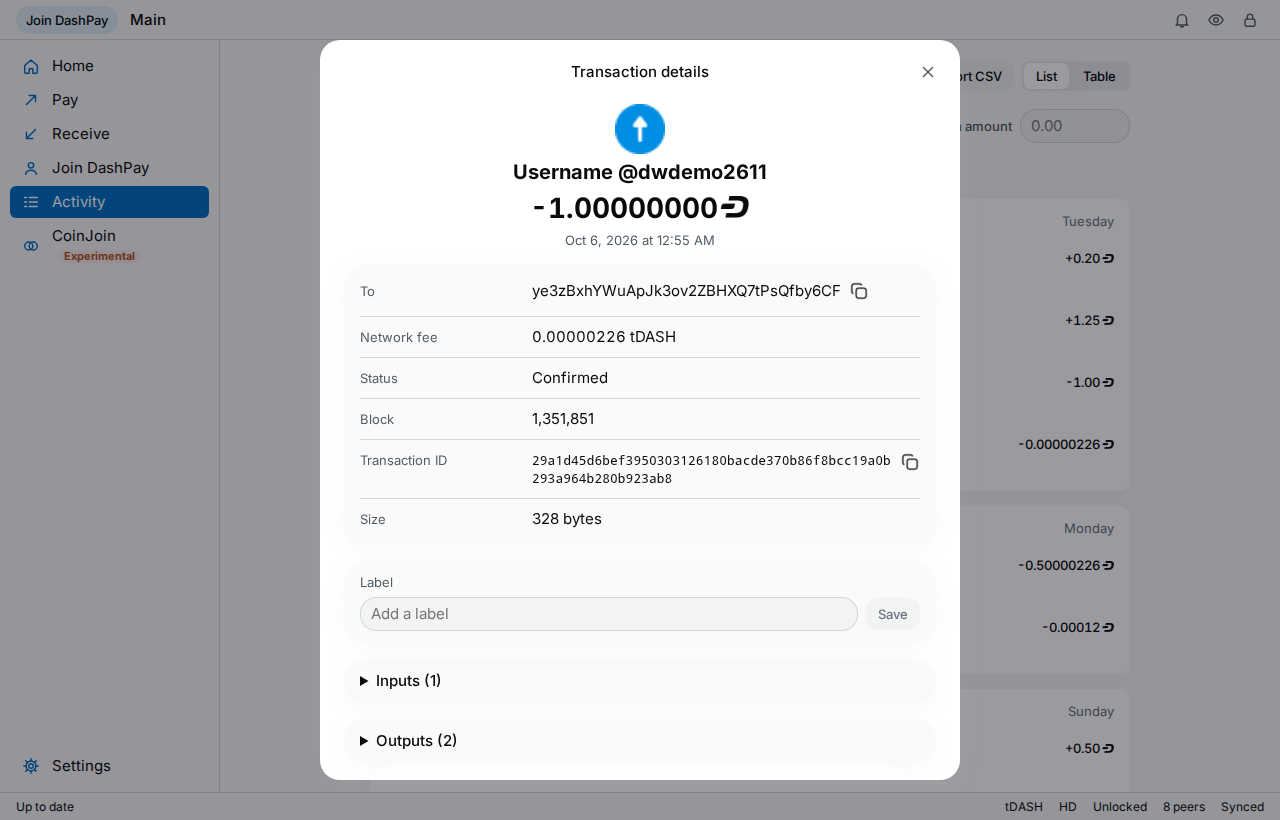 Join DashPay
Main
Home
Pay
Receive
Join DashPay
Activity
CoinJoin
Experimental
Settings
Transaction details
Username @dwdemo2611
-1.00000000
Oct 6, 2026 at 12:55 AM
To
ye3zBxhYWuApJk3ov2ZBHXQ7tPsQfby6CF
Network fee
0.00000226 tDASH
Status
Confirmed
Block
1,351,851
Transaction ID
29a1d45d6bef3950303126180bacde370b86f8bcc19a0b
293a964b280b923ab8
Size
328 bytes
Label
Add a label
Save
Inputs (1)
Outputs (2)
CSV
List
Table
amount
0.00
Tuesday
+0.20
+1.25
-1.00
-0.00000226
Monday
-0.50000226
-0.00012
Sunday
+0.50
Up to date
tDASH
HD
Unlocked
8 peers
Synced